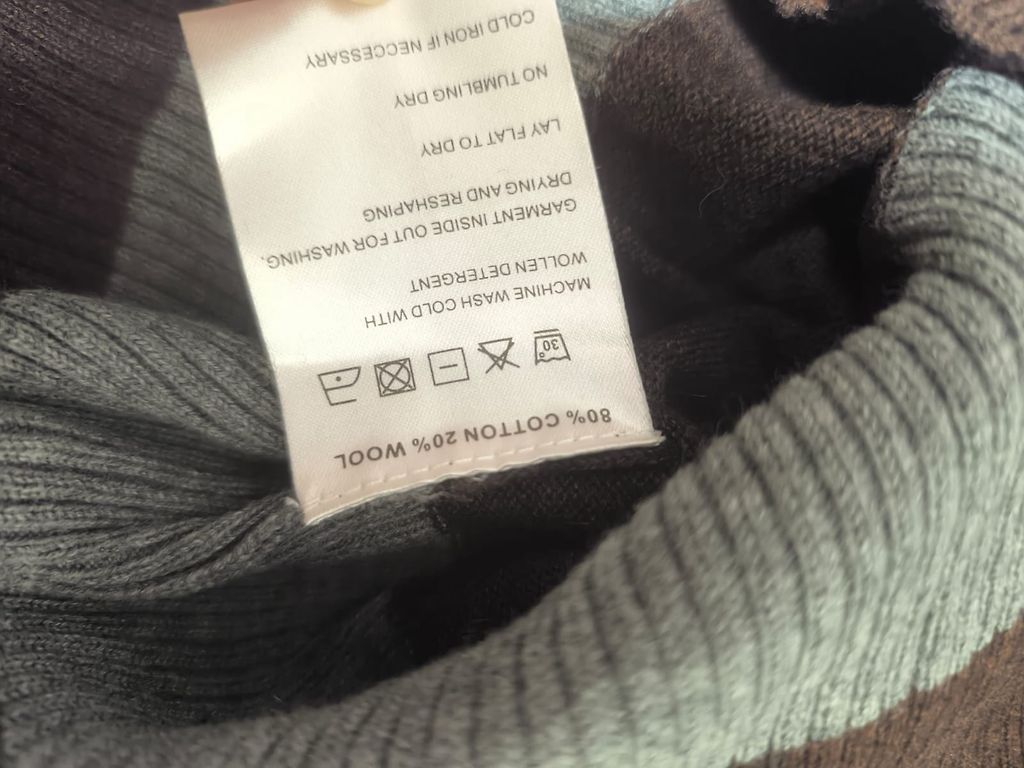 80% COTTON 20% WOOL
30°
MACHINE WASH COLD WITH
WOLLEN DETERGENT
GARMENT INSIDE OUT FOR WASHING.
DRYING AND RESHAPING
LAY FLAT TO DRY
NO TUMBLING DRY
COLD IRON IF NECCESSARY